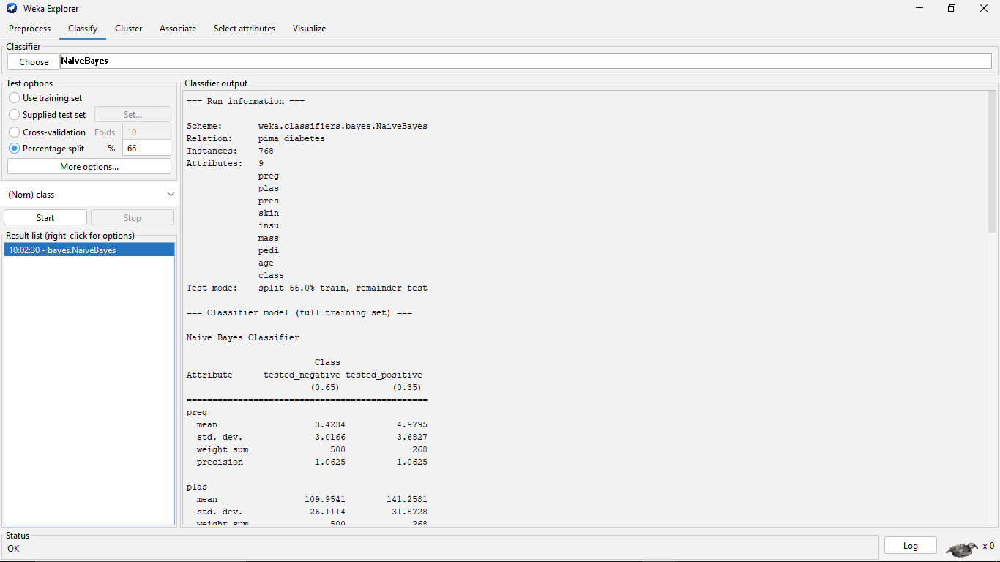 Weka Explorer
Preprocess Classify Cluster Associate Select attributes Visualize
Classifier
Choose NaiveBayes
Test options
Use training set
Supplied test set Set...
Cross-validation Folds 10
Percentage split % 66
More options...
(Nom) class
Start Stop
Result list (right-click for options)
10:02:30 - bayes.NaiveBayes
Classifier output
=== Run information ===
Scheme: weka.classifiers.bayes.NaiveBayes
Relation: pima_diabetes
Instances: 768
Attributes: 9
preg
plas
pres
skin
insu
mass
pedi
age
class
Test mode: split 66.0% train, remainder test
=== Classifier model (full training set) ===
Naive Bayes Classifier
Class
Attribute tested_negative tested_positive
(0.65) (0.35)
===============================================
preg
mean 3.4234 4.9795
std. dev. 3.0166 3.6827
weight sum 500 268
precision 1.0625 1.0625
plas
mean 109.9541 141.2581
std. dev. 26.1114 31.8728
weight sum 500 268
Status
OK
Log x 0